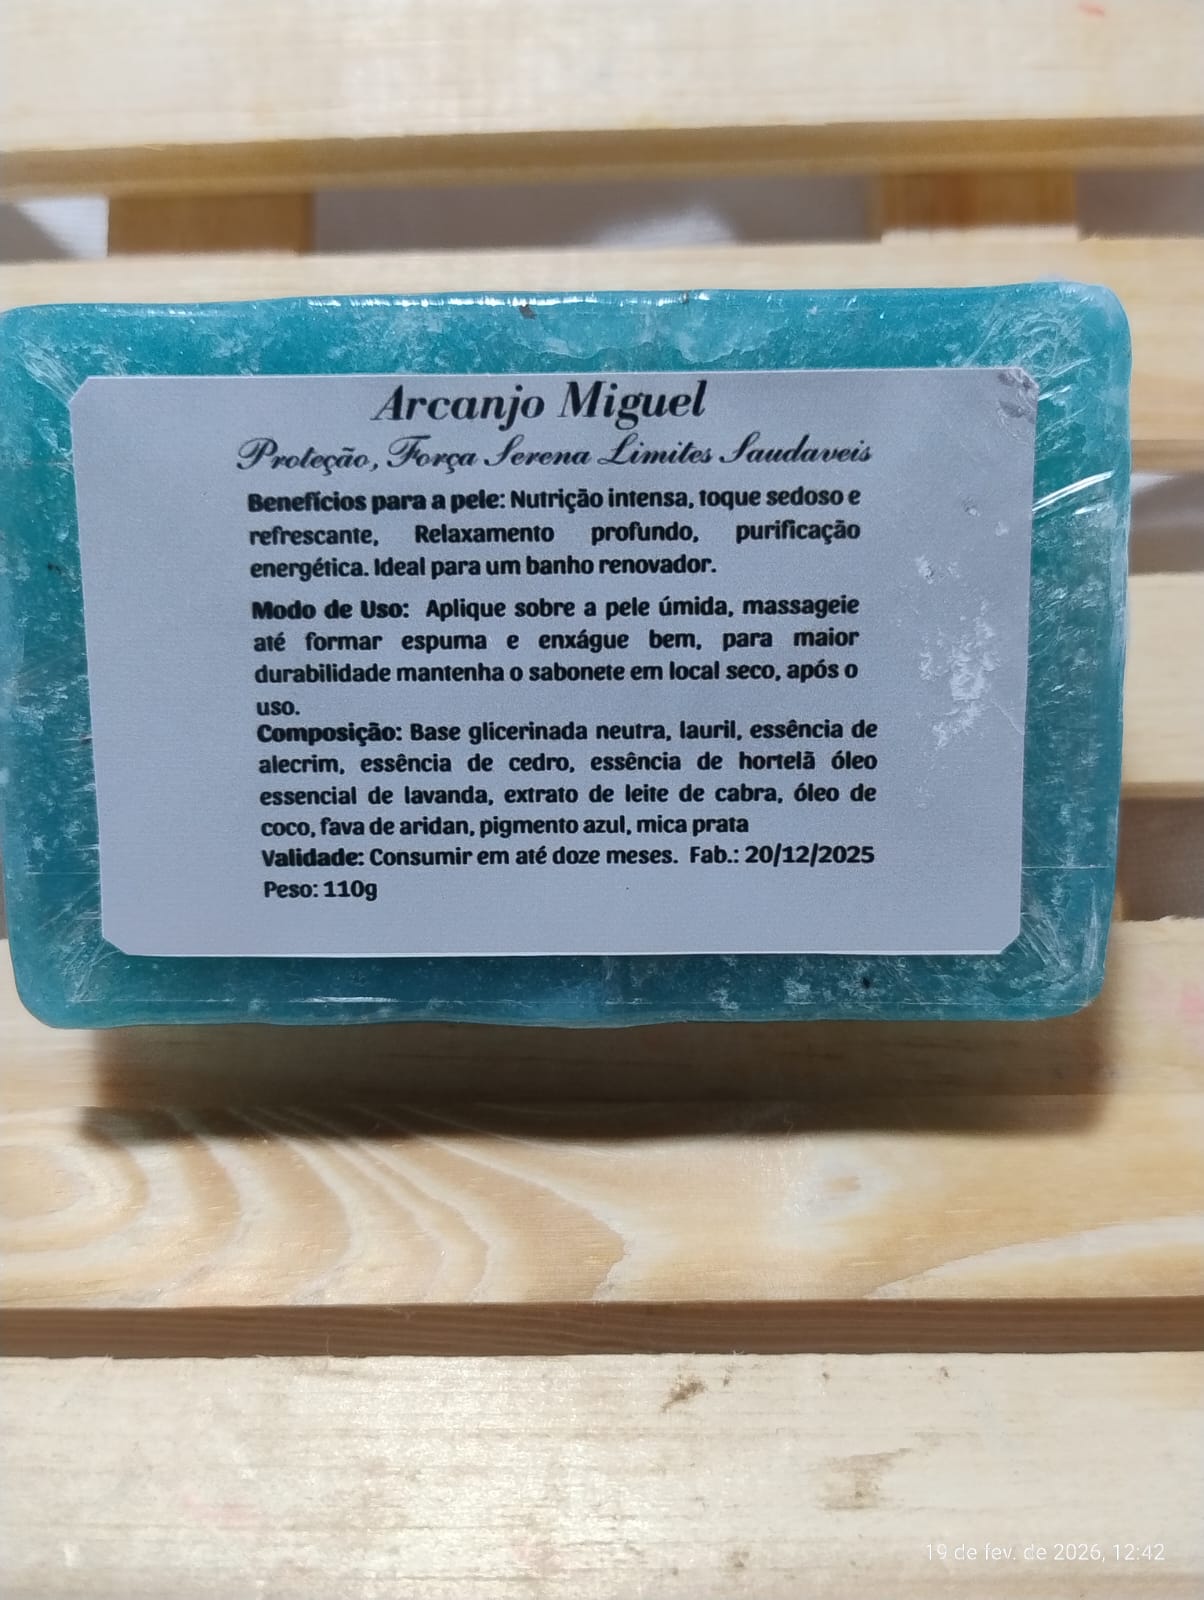 Arcanjo Miguel
Proteção, Força Serena Limites Saudaveis
Benefícios para a pele: Nutrição intensa, toque sedoso e
refrescante, Relaxamento profundo, purificação
energética. Ideal para um banho renovador.
Modo de Uso: Aplique sobre a pele úmida, massageie
até formar espuma e enxágue bem, para maior
durabilidade mantenha o sabonete em local seco, após o
uso.
Composição: Base glicerinada neutra, lauril, essência de
alecrim, essência de cedro, essência de hortelã óleo
essencial de lavanda, extrato de leite de cabra, óleo de
coco, fava de aridan, pigmento azul, mica prata
Validade: Consumir em até doze meses. Fab.: 20/12/2025
Peso: 110g
19 de fev. de 2026, 12:42